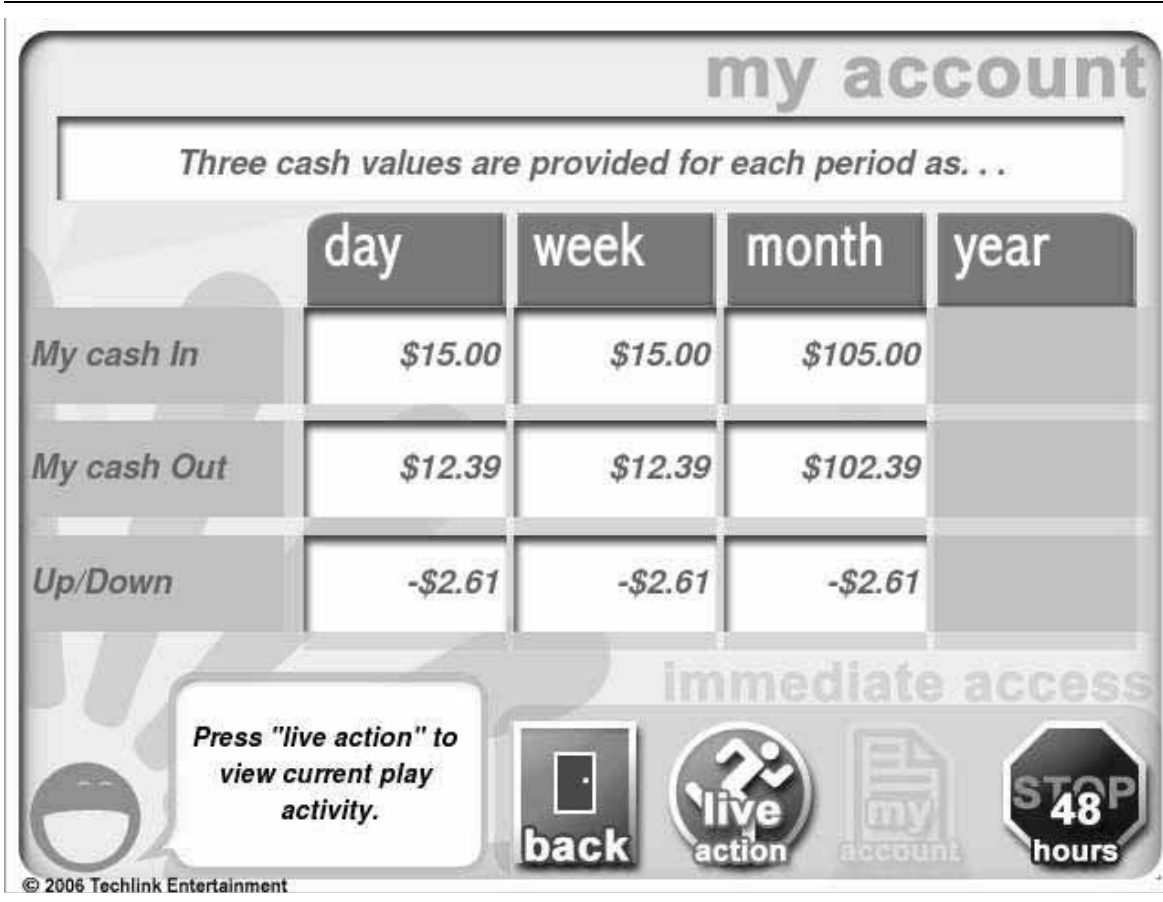 my account
Three cash values are provided for each period as. . .
day week month year
My cash In $15.00 $15.00 $105.00
My cash Out $12.39 $12.39 $102.39
Up/Down -$2.61 -$2.61 -$2.61
immediate access
Press "live action" to
view current play
activity.
back
live
action
my
account
STOP
48
hours
© 2006 Techlink Entertainment